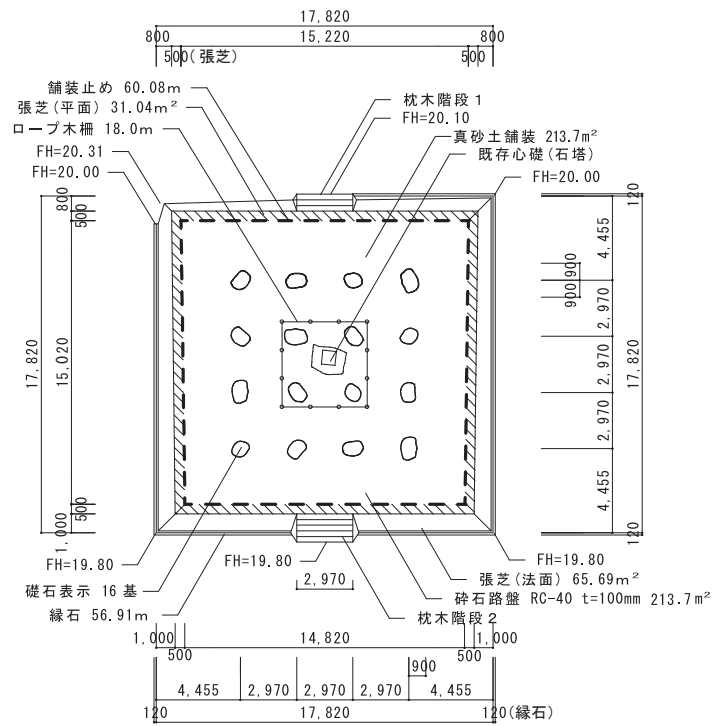 17,820
800 15,220 800
500(張芝) 500
舗装止め 60.08m
張芝(平面) 31.04m²
ロープ木柵 18.0m
FH=20.31
FH=20.00
枕木階段1
FH=20.10
真砂土舗装 213.7m²
既存心礎(石塔)
FH=20.00
800
500
17,820
15,020
500
1,000
120
4,455
900
900
2,970
2,970
17,820
2,970
4,455
120
FH=19.80
礎石表示 16基
縁石 56.91m
FH=19.80
2,970
FH=19.80
張芝(法面) 65.69m²
砕石路盤 RC-40 t=100mm 213.7m²
枕木階段2
1,000 14,820 1,000
500 500
900
4,455 2,970 2,970 2,970 4,455
120 17,820 120(縁石)